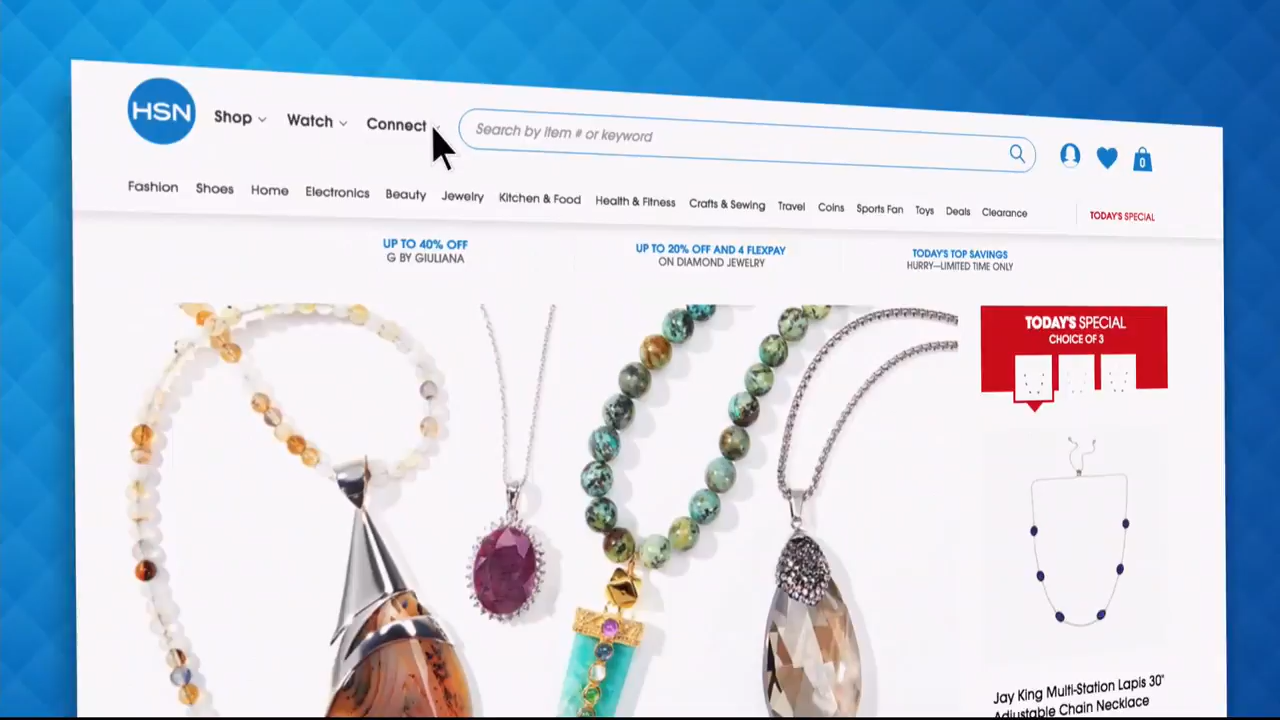 HSN
Shop
Watch
Connect
Search by item # or keyword
0
Fashion
Shoes
Home
Electronics
Beauty
Jewelry
Kitchen & Food
Health & Fitness
Crafts & Sewing
Travel
Coins
Sports Fan
Toys
Deals
Clearance
TODAY'S SPECIAL
UP TO 40% OFF
G BY GIULIANA
UP TO 20% OFF AND 4 FLEXPAY
ON DIAMOND JEWELRY
TODAY'S TOP SAVINGS
HURRY—LIMITED TIME ONLY
TODAY'S SPECIAL
CHOICE OF 3
Jay King Multi-Station Lapis 30"
Adjustable Chain Necklace